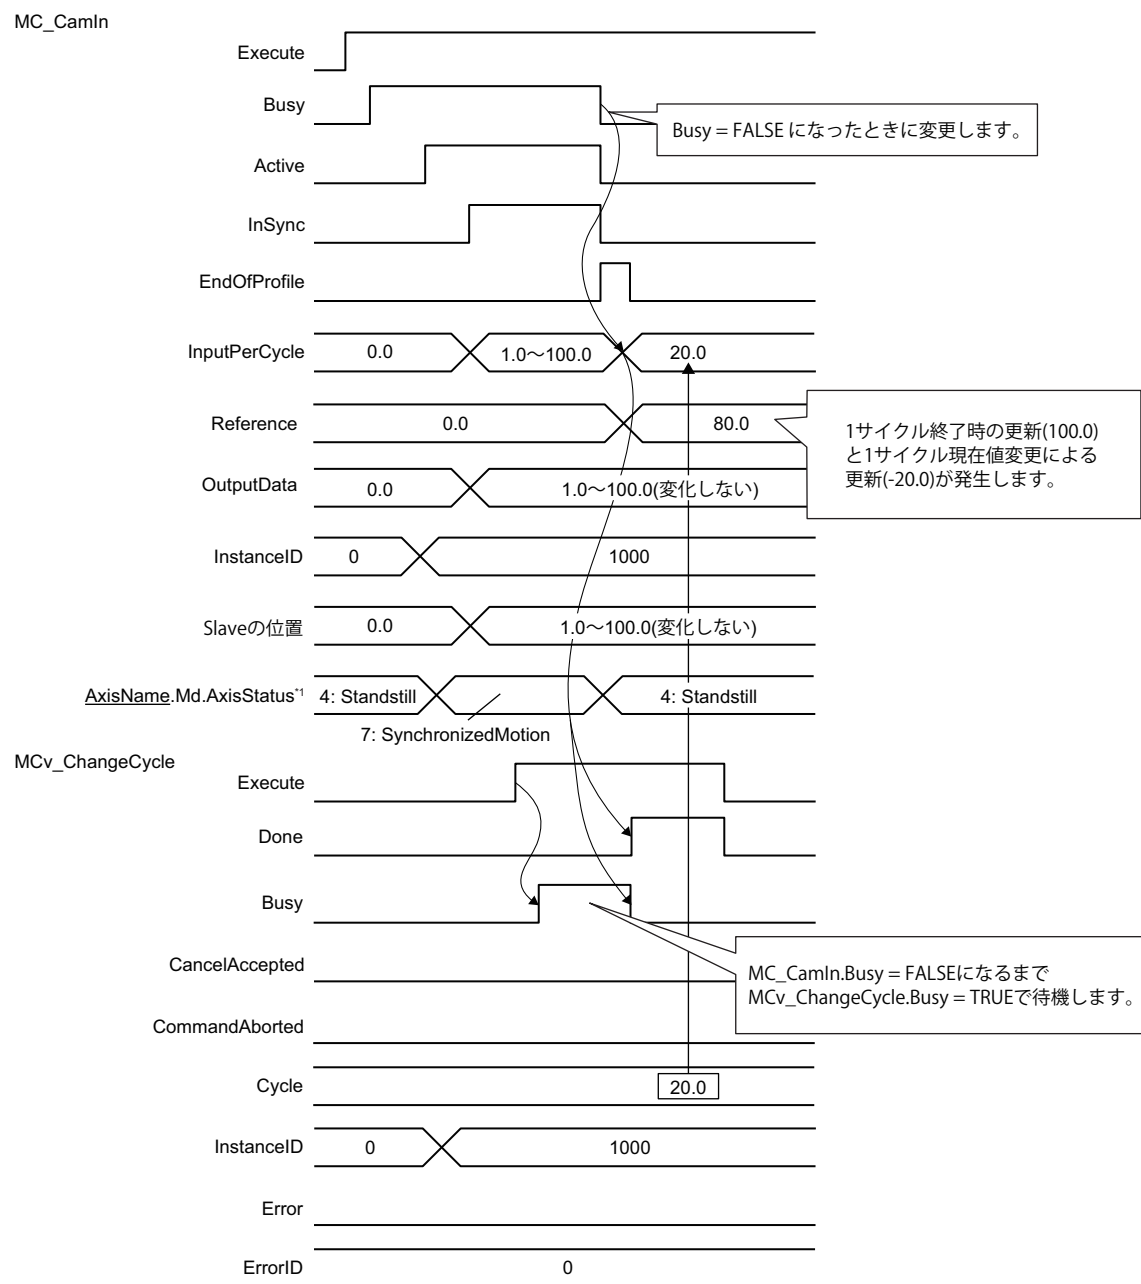 MC_CamIn
Execute
Busy
Busy = FALSE になったときに変更します。
Active
InSync
EndOfProfile
InputPerCycle
0.0
1.0～100.0
20.0
Reference
0.0
80.0
1サイクル終了時の更新(100.0)
と1サイクル現在値変更による
更新(-20.0)が発生します。
OutputData
0.0
1.0～100.0(変化しない)
InstanceID
0
1000
Slaveの位置
0.0
1.0～100.0(変化しない)
AxisName.Md.AxisStatus*1
4: Standstill
4: Standstill
7: SynchronizedMotion
MCv_ChangeCycle
Execute
Done
Busy
CancelAccepted
MC_CamIn.Busy = FALSEになるまで
MCv_ChangeCycle.Busy = TRUEで待機します。
CommandAborted
Cycle
20.0
InstanceID
0
1000
Error
ErrorID
0